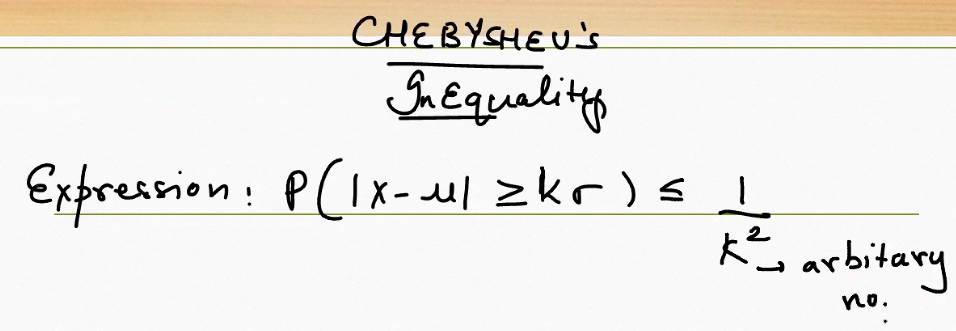 CHEBYSHEV'S
InEquality
Expression: P(|x-μ| ≥ kσ) ≤ 1/k² → arbitary
no.